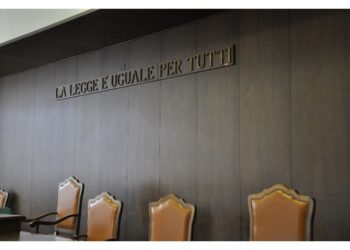 LA LEGGE E' UGUALE PER TUTTI